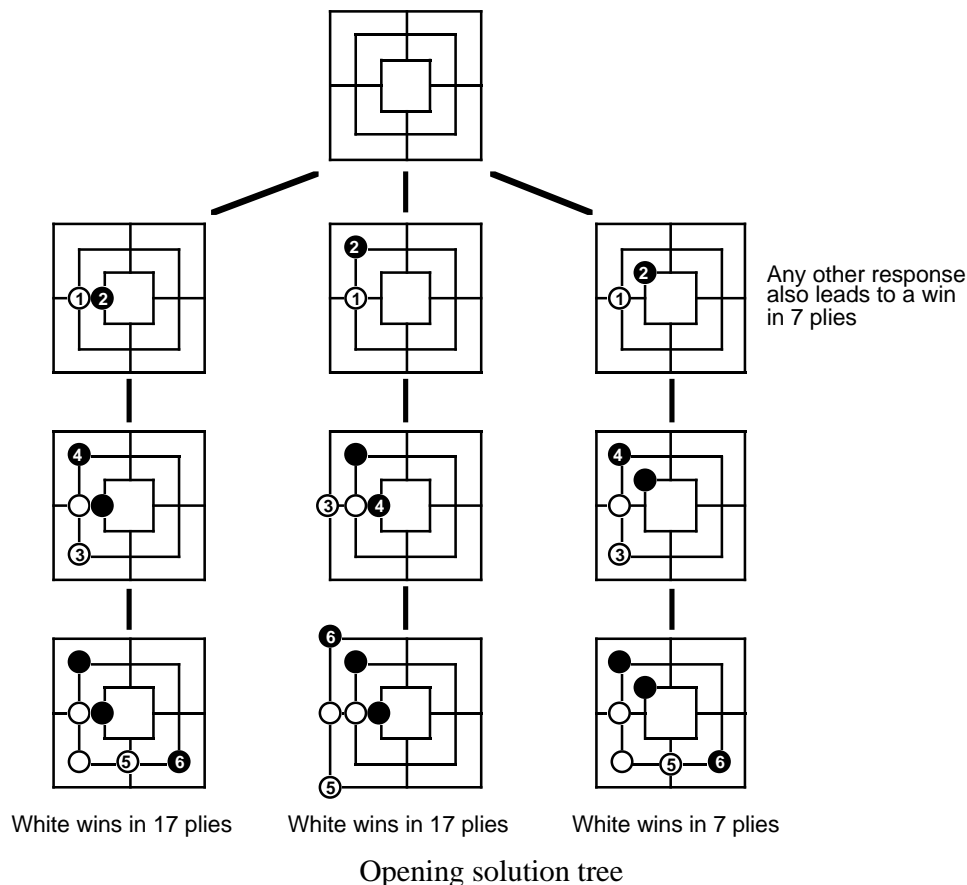 2
1 2
1
2
1
Any other response
also leads to a win
in 7 plies
4
3
3 4
4
3
6
5 6
5
5 6
White wins in 17 plies
White wins in 17 plies
White wins in 7 plies
Opening solution tree